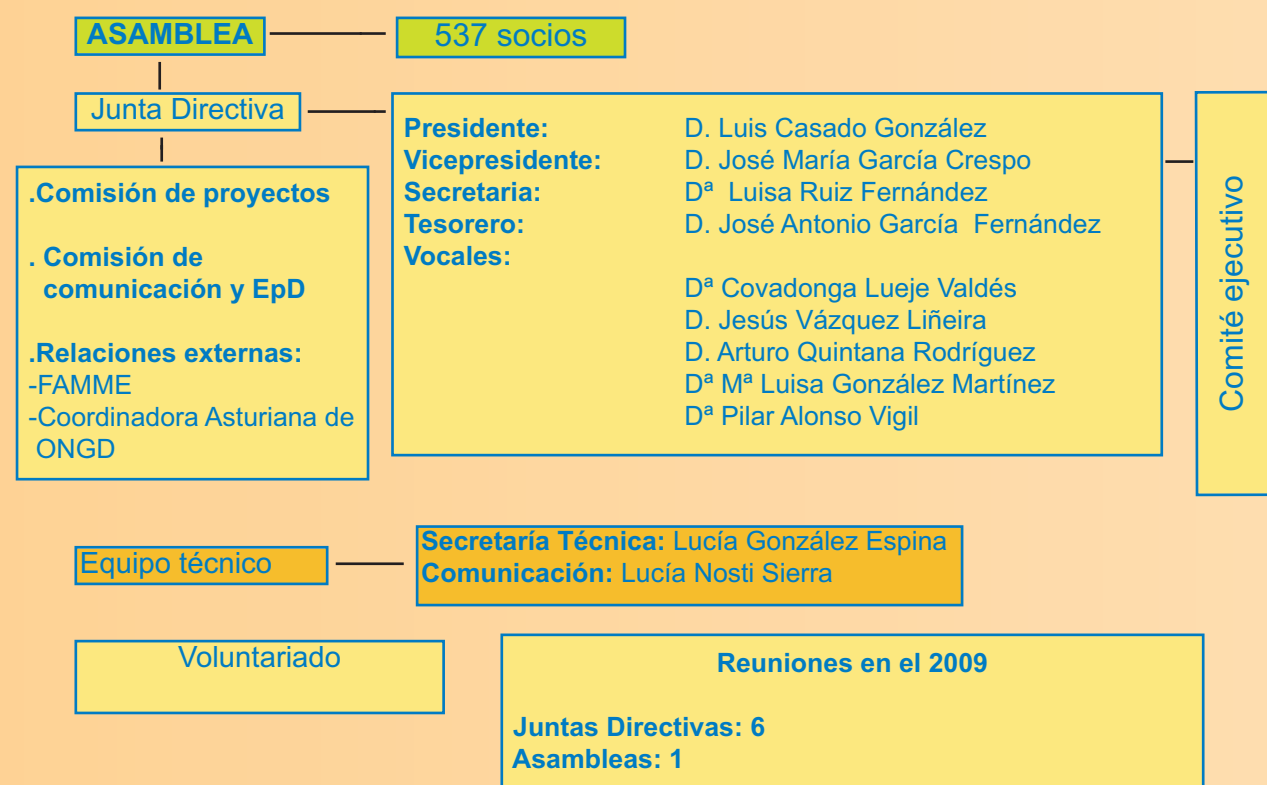 ASAMBLEA
537 socios
Junta Directiva
Presidente: D. Luis Casado González
Vicepresidente: D. José María García Crespo
Secretaria: Dª Luisa Ruiz Fernández
Tesorero: D. José Antonio García Fernández
Vocales:
Dª Covadonga Lueje Valdés
D. Jesús Vázquez Liñeira
D. Arturo Quintana Rodríguez
Dª Mª Luisa González Martínez
Dª Pilar Alonso Vigil
Comité ejecutivo
.Comisión de proyectos
. Comisión de
comunicación y EpD
.Relaciones externas:
-FAMME
-Coordinadora Asturiana de
ONGD
Equipo técnico
Secretaría Técnica: Lucía González Espina
Comunicación: Lucía Nosti Sierra
Voluntariado
Reuniones en el 2009
Juntas Directivas: 6
Asambleas: 1